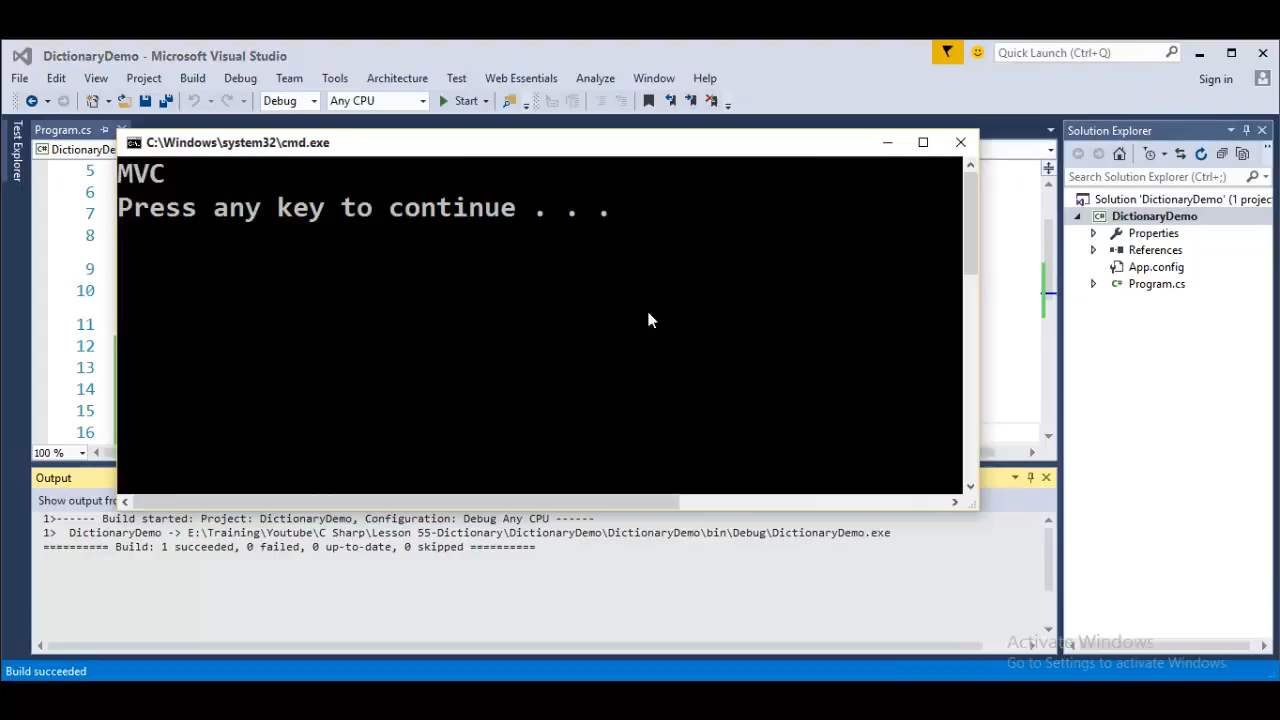 DictionaryDemo - Microsoft Visual Studio
Quick Launch (Ctrl+Q)
File Edit View Project Build Debug Team Tools Architecture Test Web Essentials Analyze Window Help
Sign in
Debug Any CPU Start
Test Explorer
Program.cs
DictionaryDe
C:\Windows\system32\cmd.exe
MVC
Press any key to continue . . .
5
6
7
8
9
10
11
12
13
14
15
16
100 %
Solution Explorer
Search Solution Explorer (Ctrl+;)
Solution 'DictionaryDemo' (1 projec
DictionaryDemo
Properties
References
App.config
Program.cs
Output
Show output fro
1>------ Build started: Project: DictionaryDemo, Configuration: Debug Any CPU ------
1> DictionaryDemo -> E:\Training\Youtube\C Sharp\Lesson 55-Dictionary\DictionaryDemo\DictionaryDemo\bin\Debug\DictionaryDemo.exe
========== Build: 1 succeeded, 0 failed, 0 up-to-date, 0 skipped ==========
Activate Windows
Go to Settings to activate Windows.
Build succeeded